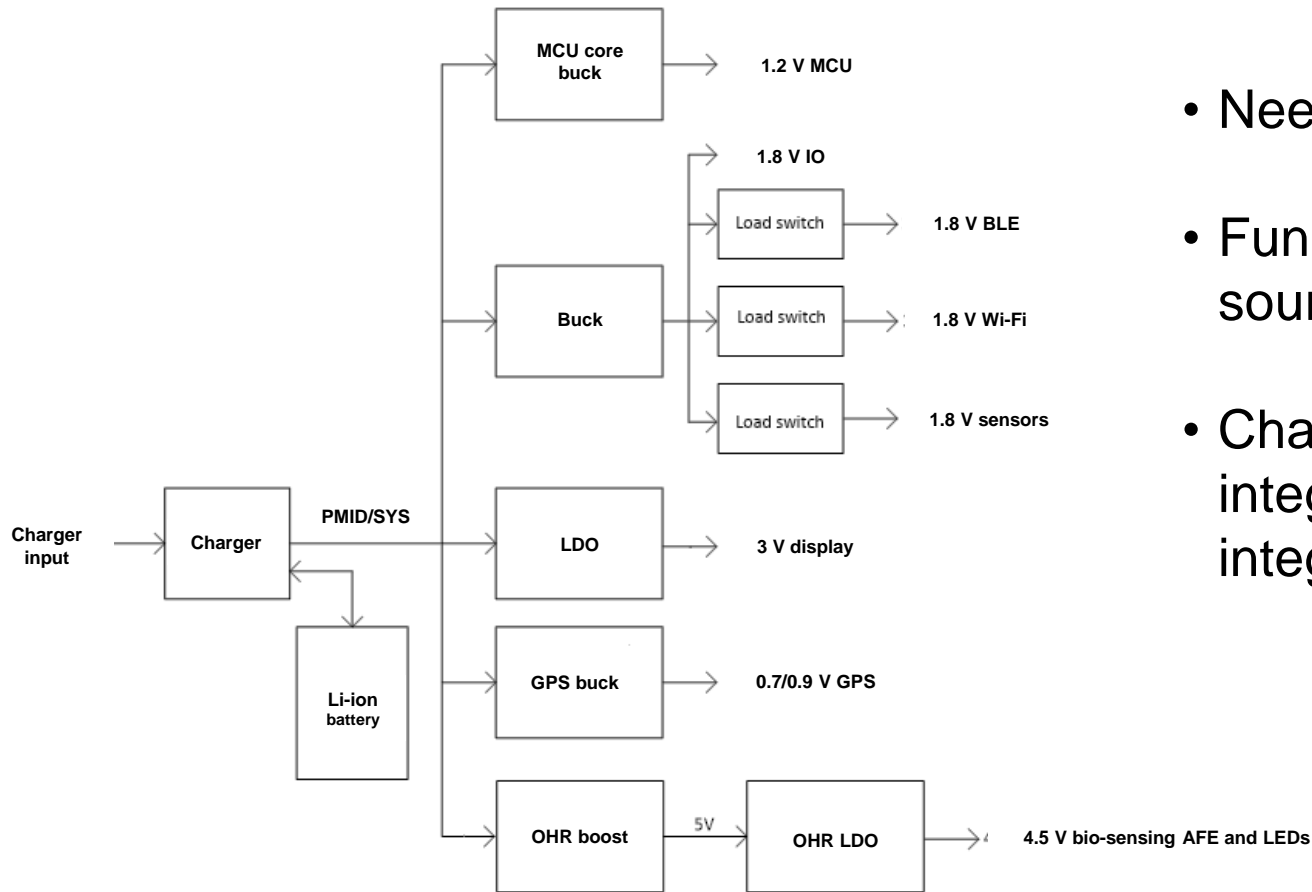 MCU core
buck
1.2 V MCU
1.8 V IO
Load switch
1.8 V BLE
Buck
Load switch
1.8 V Wi-Fi
Load switch
1.8 V sensors
Charger
input
Charger
PMID/SYS
LDO
3 V display
Li-ion
battery
GPS buck
0.7/0.9 V GPS
OHR boost
5V
OHR LDO
4.5 V bio-sensing AFE and LEDs
• Nee
• Fun
sour
• Cha
integ
integ